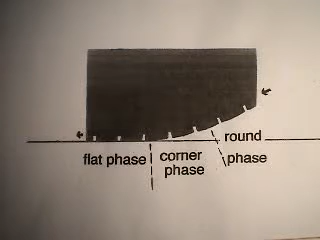 flat phase
corner
phase
round
phase